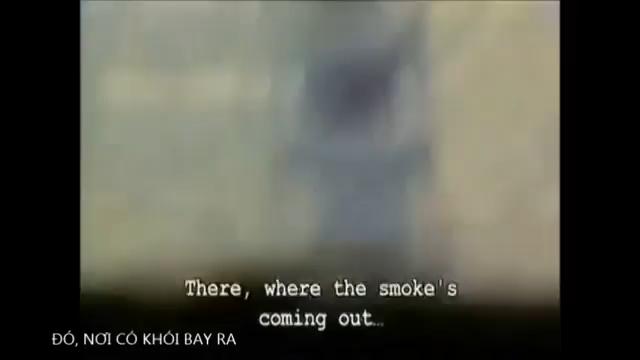 There, where the smoke's
coming out…
ĐÓ, NƠI CÓ KHÓI BAY RA